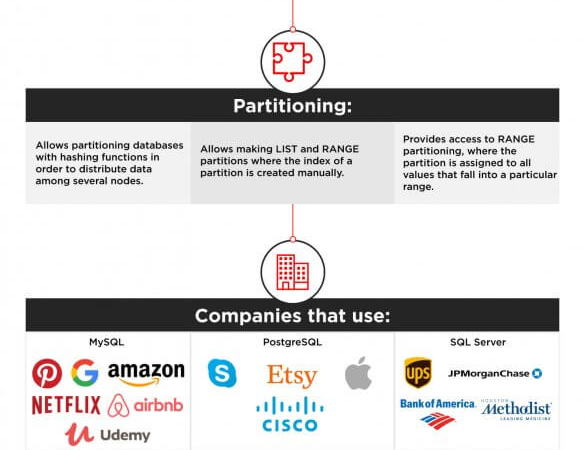 Partitioning:
Allows partitioning databases
with hashing functions in
order to distribute data
among several nodes.
Allows making LIST and RANGE
partitions where the index of a
partition is created manually.
Provides access to RANGE
partitioning, where the
partition is assigned to all
values that fall into a particular
range.
Companies that use:
MySQL
PostgreSQL
SQL Server
P G amazon
NETFLIX airbnb
Udemy
S Etsy
CISCO
ups JPMorganChase
Bank of America
HOUSTON
Methodist
LEADING MEDICINE